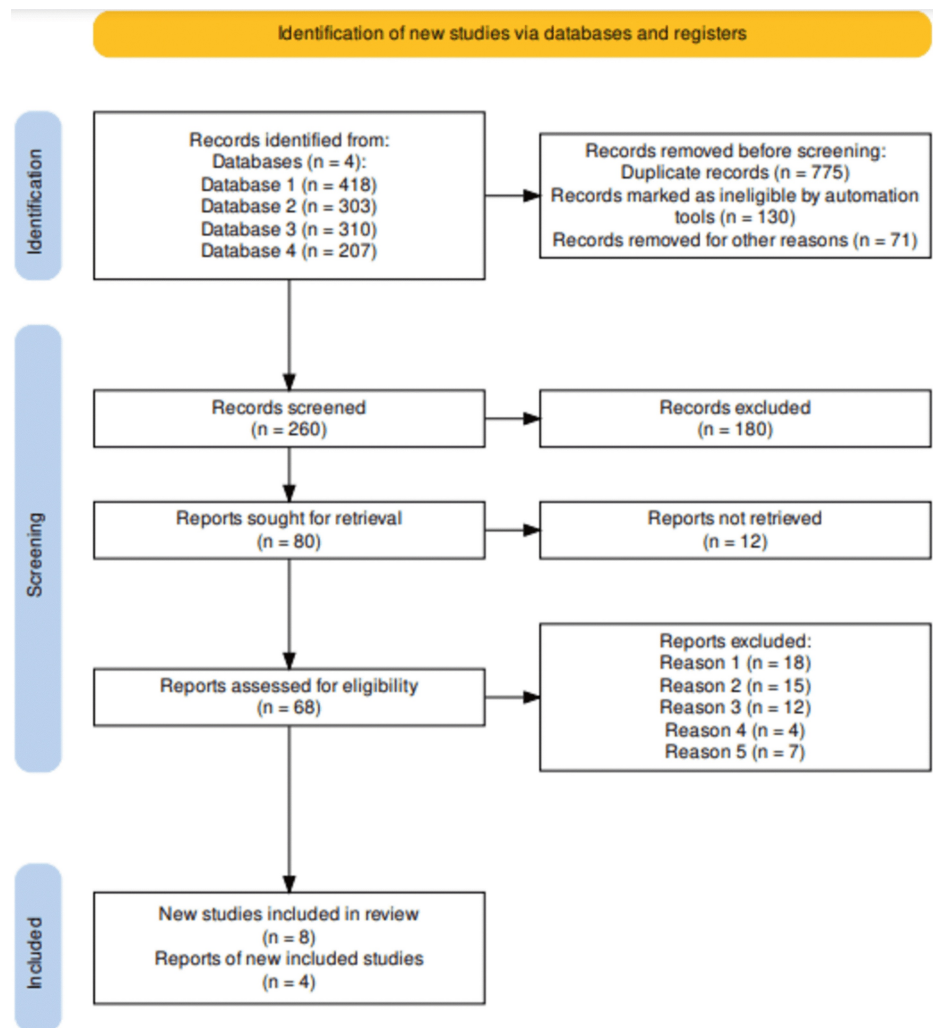 Identification of new studies via databases and registers
Identification
Records identified from:
Databases (n = 4):
Database 1 (n = 418)
Database 2 (n = 303)
Database 3 (n = 310)
Database 4 (n = 207)
Records removed before screening:
Duplicate records (n = 775)
Records marked as ineligible by automation
tools (n = 130)
Records removed for other reasons (n = 71)
Screening
Records screened
(n = 260)
Records excluded
(n = 180)
Reports sought for retrieval
(n = 80)
Reports not retrieved
(n = 12)
Reports assessed for eligibility
(n = 68)
Reports excluded:
Reason 1 (n = 18)
Reason 2 (n = 15)
Reason 3 (n = 12)
Reason 4 (n = 4)
Reason 5 (n = 7)
Included
New studies included in review
(n = 8)
Reports of new included studies
(n = 4)